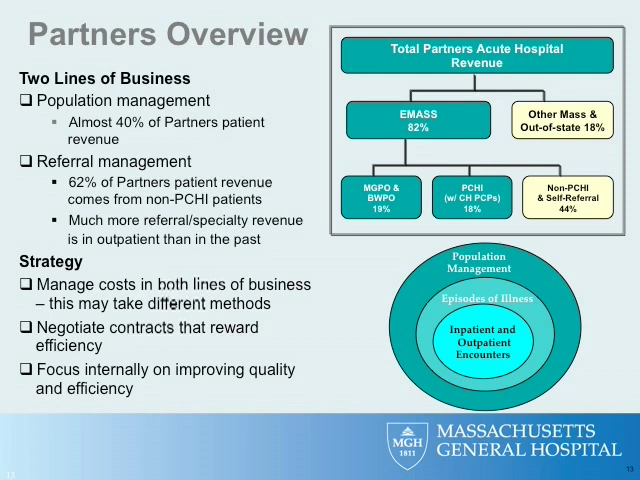 Partners Overview
Two Lines of Business
Population management
Almost 40% of Partners patient
revenue
Referral management
62% of Partners patient revenue
comes from non-PCHI patients
Much more referral/specialty revenue
is in outpatient than in the past
Strategy
Manage costs in both lines of business
– this may take different methods
Negotiate contracts that reward
efficiency
Focus internally on improving quality
and efficiency
Total Partners Acute Hospital
Revenue
EMASS
82%
Other Mass &
Out-of-state 18%
MGPO &
BWPO
19%
PCHI
(w/ CH PCPs)
18%
Non-PCHI
& Self-Referral
44%
Population
Management
Episodes of Illness
Inpatient and
Outpatient
Encounters
MGH
1811
MASSACHUSETTS
GENERAL HOSPITAL
13
13